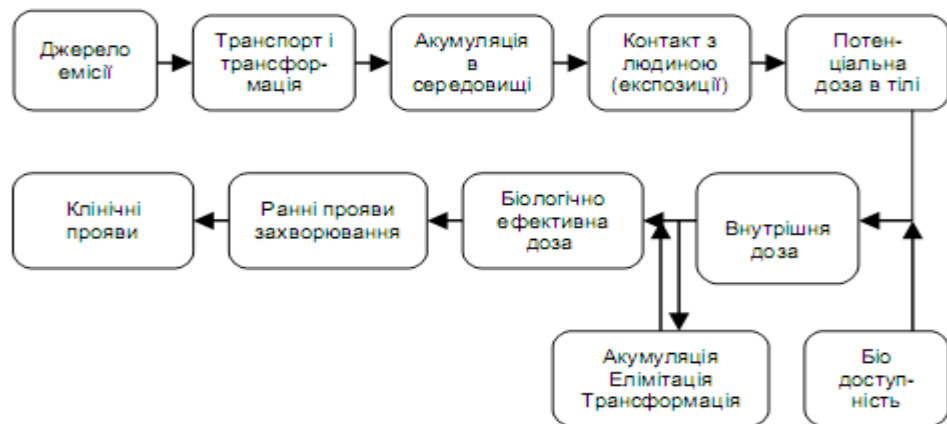 Джерело
емісії
Транспорт і
трансфор-
мація
Акумуляція
в
середовищі
Контакт з
людиною
(експозиції)
Потен-
ціальна
доза в тілі
Клінічні
прояви
Ранні прояви
захворювання
Біологічно
ефективна
доза
Внутрішня
доза
Акумуляція
Елімітація
Трансформація
Біо
доступ-
ність